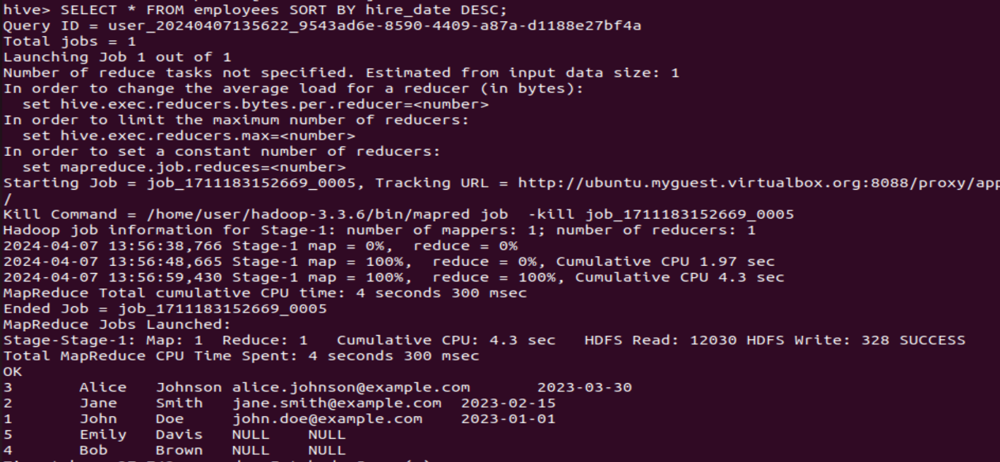 hive> SELECT * FROM employees SORT BY hire_date DESC;
Query ID = user_20240407135622_9543ad6e-8590-4409-a87a-d1188e27bf4a
Total jobs = 1
Launching Job 1 out of 1
Number of reduce tasks not specified. Estimated from input data size: 1
In order to change the average load for a reducer (in bytes):
  set hive.exec.reducers.bytes.per.reducer=<number>
In order to limit the maximum number of reducers:
  set hive.exec.reducers.max=<number>
In order to set a constant number of reducers:
  set mapreduce.job.reduces=<number>
Starting Job = job_1711183152669_0005, Tracking URL = http://ubuntu.myguest.virtualbox.org:8088/proxy/app
/
Kill Command = /home/user/hadoop-3.3.6/bin/mapred job  -kill job_1711183152669_0005
Hadoop job information for Stage-1: number of mappers: 1; number of reducers: 1
2024-04-07 13:56:38,766 Stage-1 map = 0%,  reduce = 0%
2024-04-07 13:56:48,665 Stage-1 map = 100%,  reduce = 0%, Cumulative CPU 1.97 sec
2024-04-07 13:56:59,430 Stage-1 map = 100%,  reduce = 100%, Cumulative CPU 4.3 sec
MapReduce Total cumulative CPU time: 4 seconds 300 msec
Ended Job = job_1711183152669_0005
MapReduce Jobs Launched:
Stage-Stage-1: Map: 1  Reduce: 1   Cumulative CPU: 4.3 sec   HDFS Read: 12030 HDFS Write: 328 SUCCESS
Total MapReduce CPU Time Spent: 4 seconds 300 msec
OK
3       Alice   Johnson alice.johnson@example.com       2023-03-30
2       Jane    Smith   jane.smith@example.com  2023-02-15
1       John    Doe     john.doe@example.com    2023-01-01
5       Emily   Davis   NULL    NULL
4       Bob     Brown   NULL    NULL